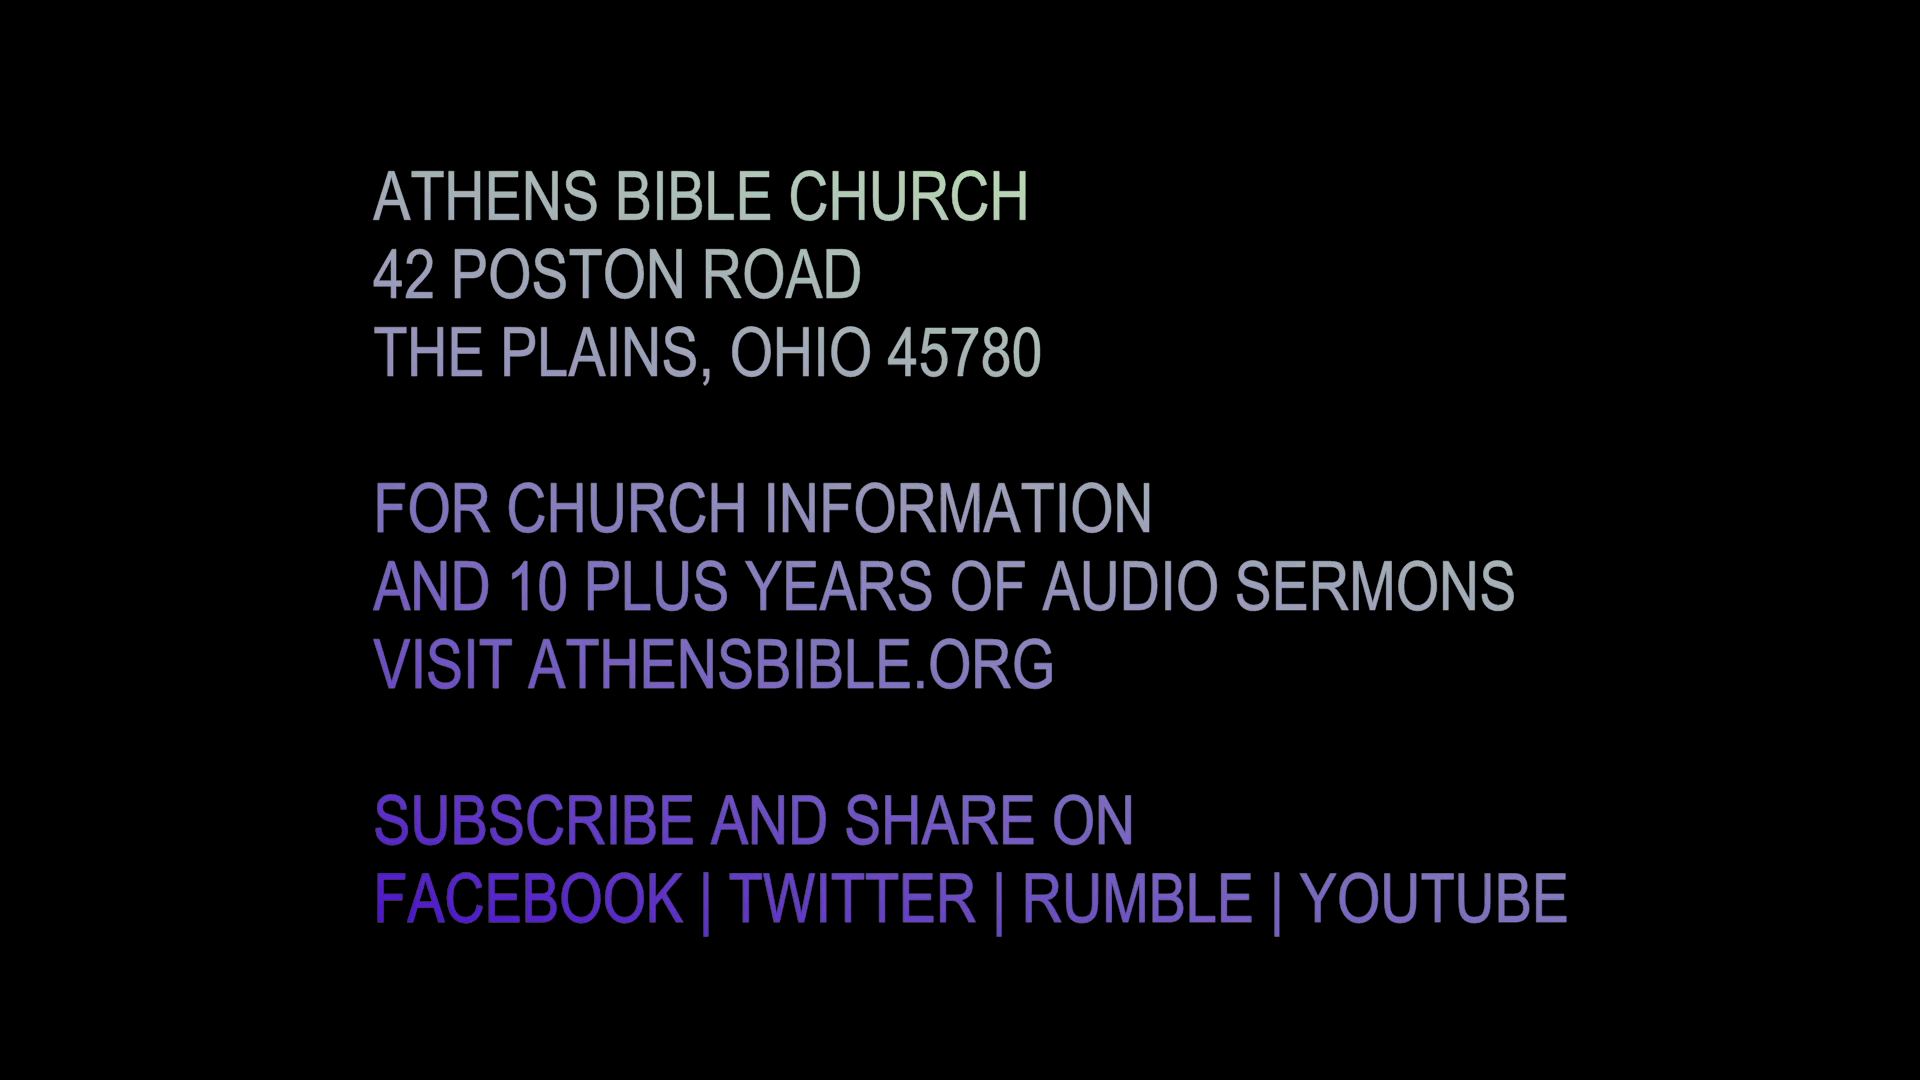 ATHENS BIBLE CHURCH
42 POSTON ROAD
THE PLAINS, OHIO 45780
FOR CHURCH INFORMATION
AND 10 PLUS YEARS OF AUDIO SERMONS
VISIT ATHENSBIBLE.ORG
SUBSCRIBE AND SHARE ON
FACEBOOK | TWITTER | RUMBLE | YOUTUBE